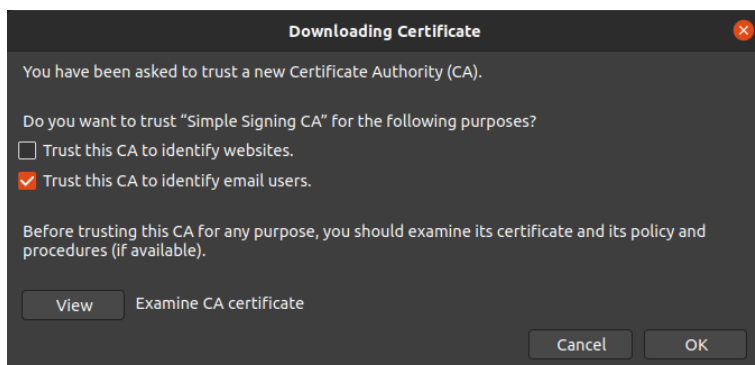 Downloading Certificate
You have been asked to trust a new Certificate Authority (CA).
Do you want to trust “Simple Signing CA” for the following purposes?
Trust this CA to identify websites.
Trust this CA to identify email users.
Before trusting this CA for any purpose, you should examine its certificate and its policy and
procedures (if available).
View Examine CA certificate
Cancel OK